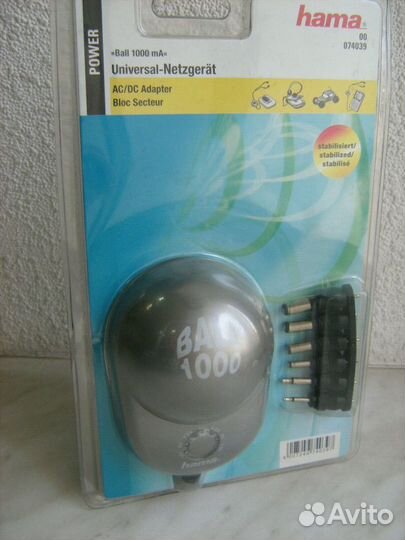 POWER
hama®
00
074039
»Ball 1000 mA«
Universal-Netzgerät
AC/DC Adapter
Bloc Secteur
stabilisiert/
stabilized/
stabilisé
BALL
1000
hama
Avito